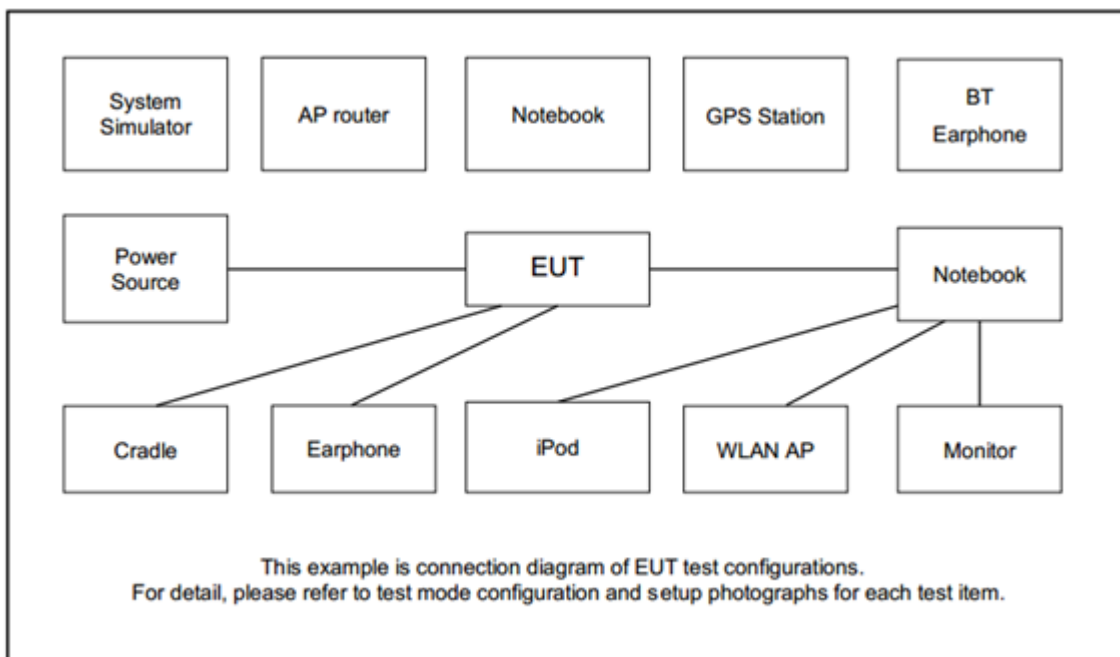 System
Simulator
AP router
Notebook
GPS Station
BT
Earphone
Power
Source
EUT
Notebook
Cradle
Earphone
iPod
WLAN AP
Monitor
This example is connection diagram of EUT test configurations.
For detail, please refer to test mode configuration and setup photographs for each test item.